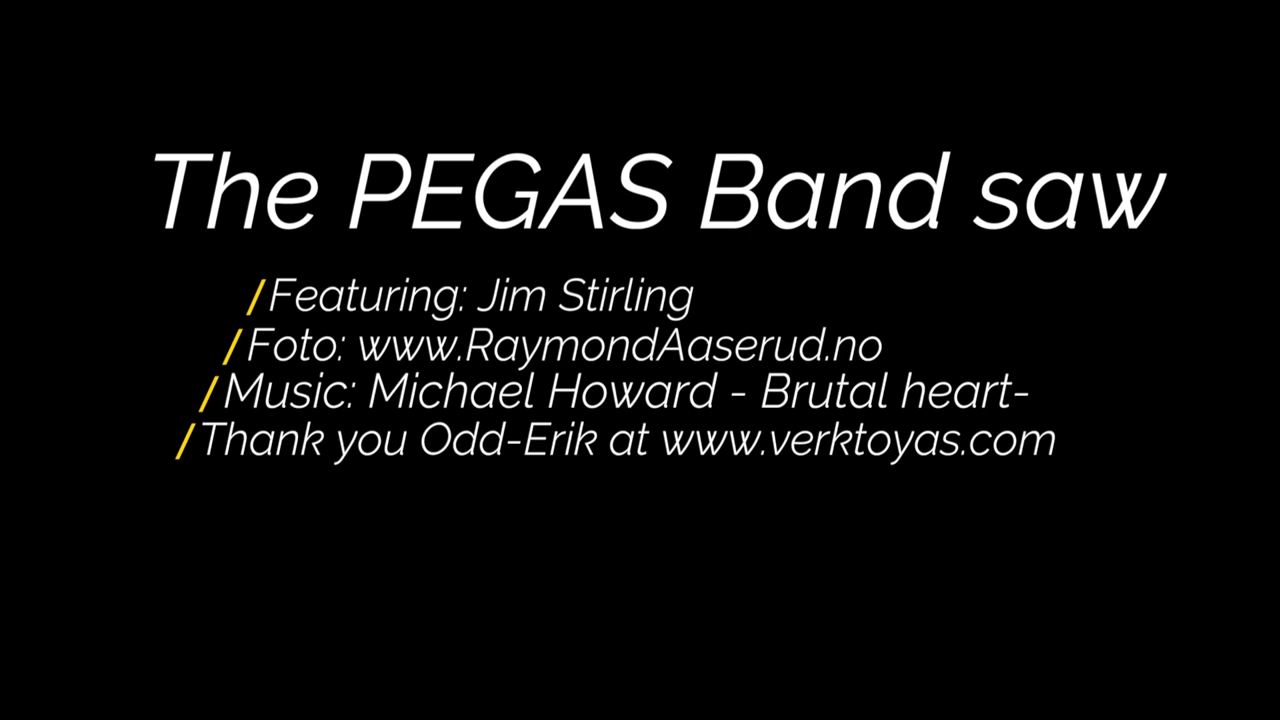 The PEGAS Band saw
/Featuring: Jim Stirling
/Foto: www.RaymondAaserud.no
/Music: Michael Howard - Brutal heart-
/Thank you Odd-Erik at www.verktoyas.com